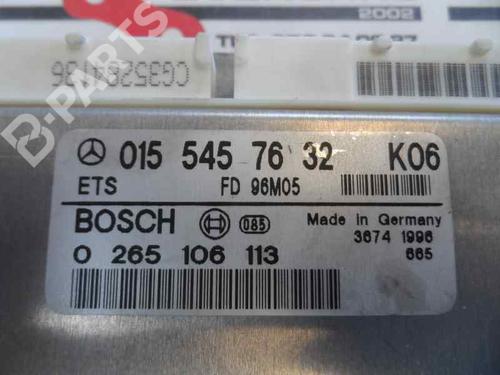 2002
CG3526
015 545 76 32 K06
ETS FD 96M05
BOSCH 085 Made in Germany
3674 1996
0 265 106 113 665
B-PARTS